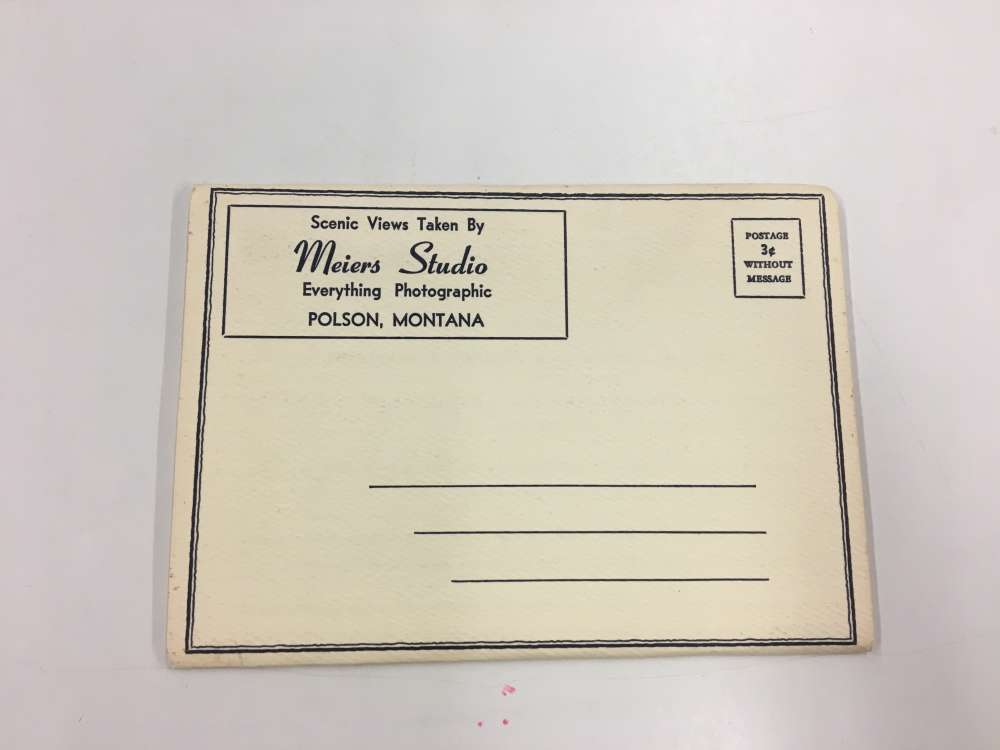 Scenic Views Taken By
Meiers Studio
Everything Photographic
POLSON, MONTANA
POSTAGE
3¢
WITHOUT
MESSAGE